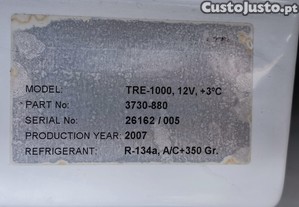 CustoJusto.pt
MODEL: TRE-1000, 12V, +3ºC
PART No: 3730-880
SERIAL No: 26162 / 005
PRODUCTION YEAR: 2007
REFRIGERANT: R-134a, A/C+350 Gr.